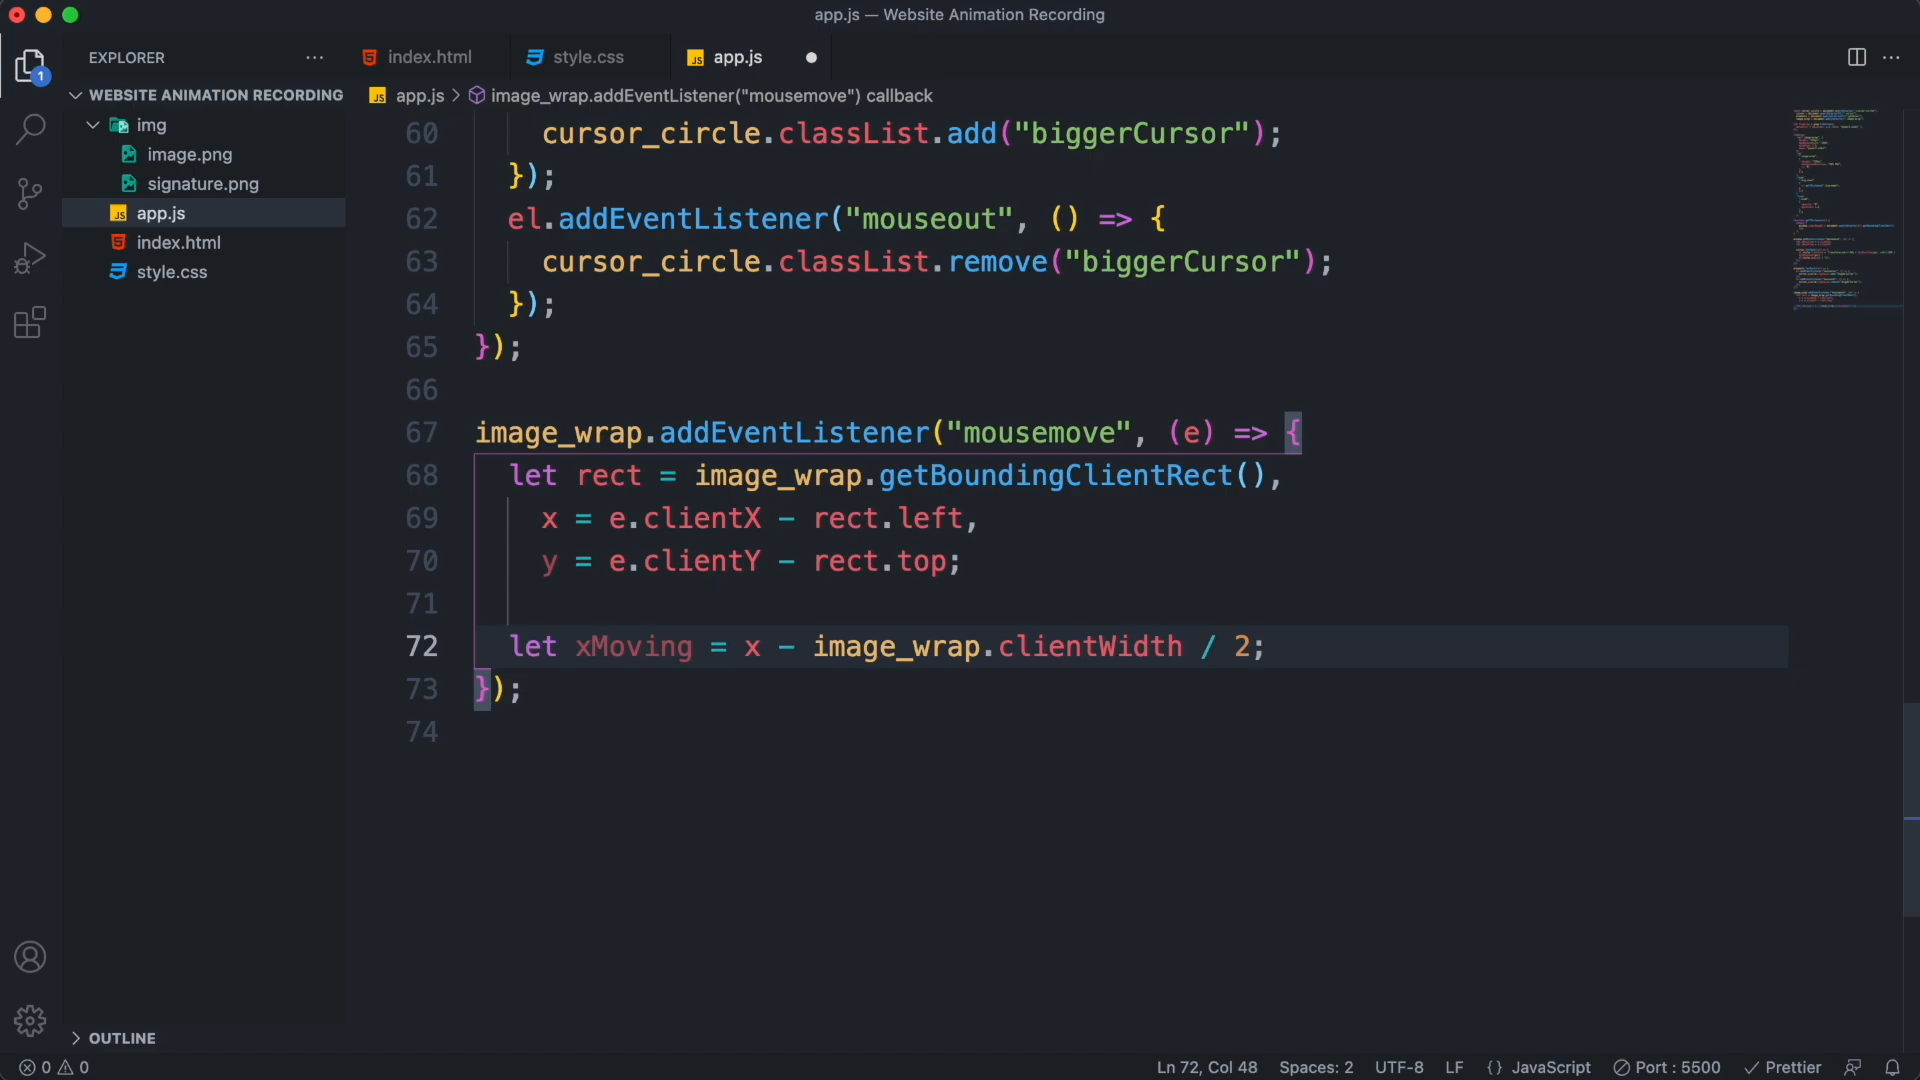 app.js — Website Animation Recording
EXPLORER
index.html
style.css
app.js
1
WEBSITE ANIMATION RECORDING
app.js > image_wrap.addEventListener("mousemove") callback
img
image.png
signature.png
app.js
index.html
style.css
60 cursor_circle.classList.add("biggerCursor");
61 });
62 el.addEventListener("mouseout", () => {
63 cursor_circle.classList.remove("biggerCursor");
64 });
65 });
66
67 image_wrap.addEventListener("mousemove", (e) => {
68 let rect = image_wrap.getBoundingClientRect(),
69 x = e.clientX - rect.left,
70 y = e.clientY - rect.top;
71
72 let xMoving = x - image_wrap.clientWidth / 2;
73 });
74
OUTLINE
0 0
Ln 72, Col 48
Spaces: 2
UTF-8
LF
{} JavaScript
Port : 5500
Prettier